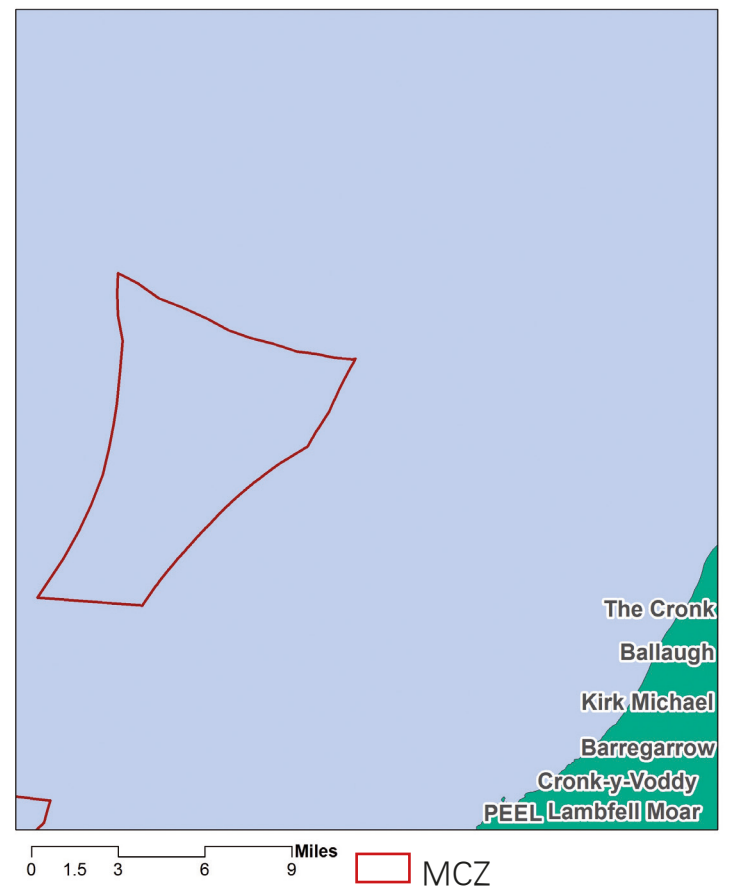 The Cronk
Ballaugh
Kirk Michael
Barregarrow
Cronk-y-Voddy
PEEL Lambfell Moar
Miles
0 1.5 3 6 9
MCZ